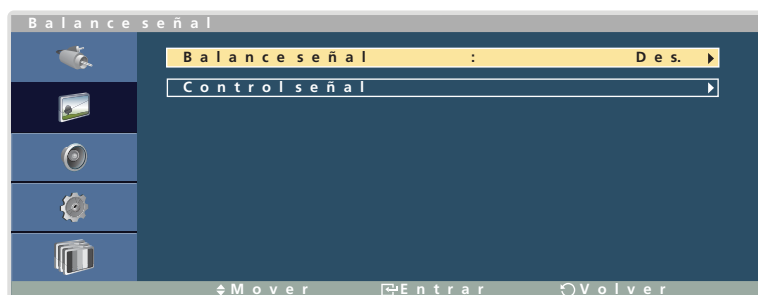 Balance señal
Balance señal : Des.
Control señal
Mover Entrar Volver